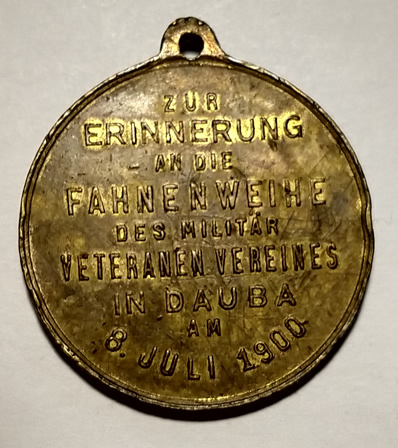 ZUR
ERINNERUNG
AN DIE
FAHNENWEIHE
DES MILITÄR
VETERANEN-VEREINES
IN DAUBA
AM
8. JULI 1900